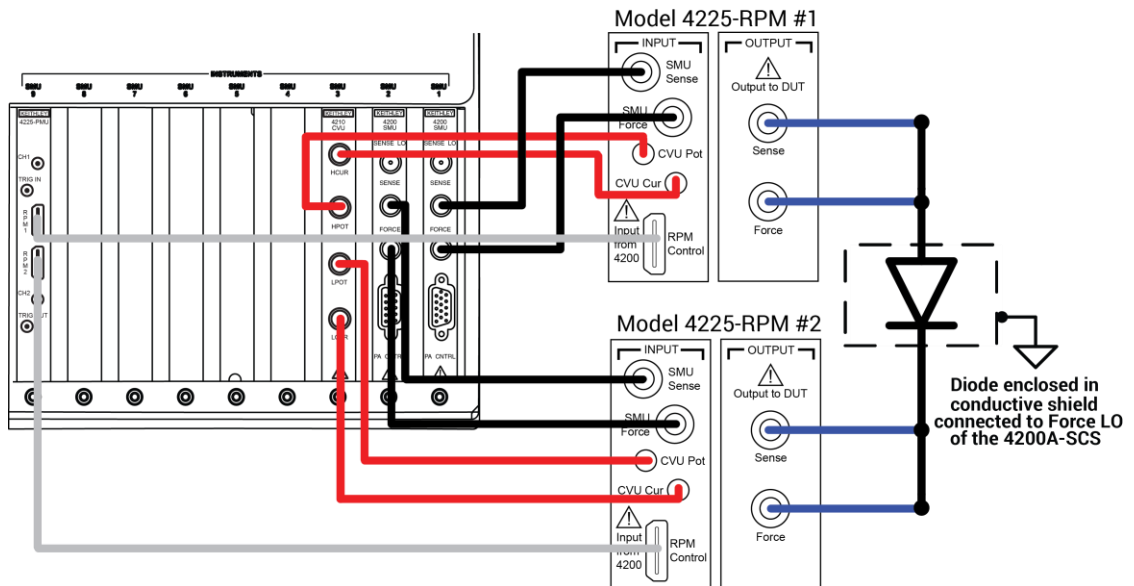 Model 4225-RPM #1
INSTRUMENTS
SMU 9
SMU 8
SMU 7
SMU 6
SMU 5
SMU 4
SMU 3
SMU 2
SMU 1
KEITHLEY
4225-PMU
CH1
TRIG IN
RPM1
RPM2
CH2
TRIG OUT
KEITHLEY
4210
CVU
HCUR
HPOT
LPOT
KEITHLEY
4200
SMU
SENSE LO
SENSE
FORCE
PA CNTRL
KEITHLEY
4200
SMU
SENSE LO
SENSE
FORCE
PA CNTRL
INPUT
SMU
Sense
SMU
Force
CVU Pot
CVU Cur
Input
from
4200
RPM
Control
OUTPUT
Output to DUT
Sense
Force
Model 4225-RPM #2
INPUT
SMU
Sense
SMU
Force
CVU Pot
CVU Cur
Input
from
4200
RPM
Control
OUTPUT
Output to DUT
Sense
Force
Diode enclosed in
conductive shield
connected to Force LO
of the 4200A-SCS